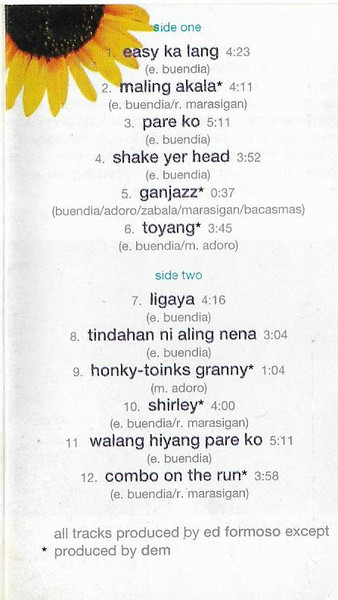 side one
1. easy ka lang 4:23
(e. buendia)
2. maling akala* 4:11
(e. buendia/r. marasigan)
3. pare ko 5:11
(e. buendia)
4. shake yer head 3:52
(e. buendia)
5. ganjazz* 0:37
(buendia/adoro/zabala/marasigan/bacasmas)
6. toyang* 3:45
(e. buendia/m. adoro)
side two
7. ligaya 4:16
(e. buendia)
8. tindahan ni aling nena 3:04
(e. buendia)
9. honky-toinks granny* 1:04
(m. adoro)
10. shirley* 4:00
(e. buendia/r. marasigan)
11 walang hiyang pare ko 5:11
(e. buendia)
12. combo on the run* 3:58
(e. buendia/r. marasigan)
all tracks produced by ed formoso except
* produced by dem